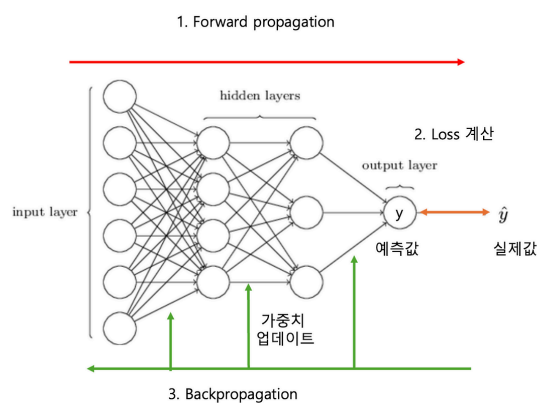 1. Forward propagation
hidden layers
2. Loss 계산
output layer
input layer
y
ŷ
예측값
실제값
가중치
업데이트
3. Backpropagation